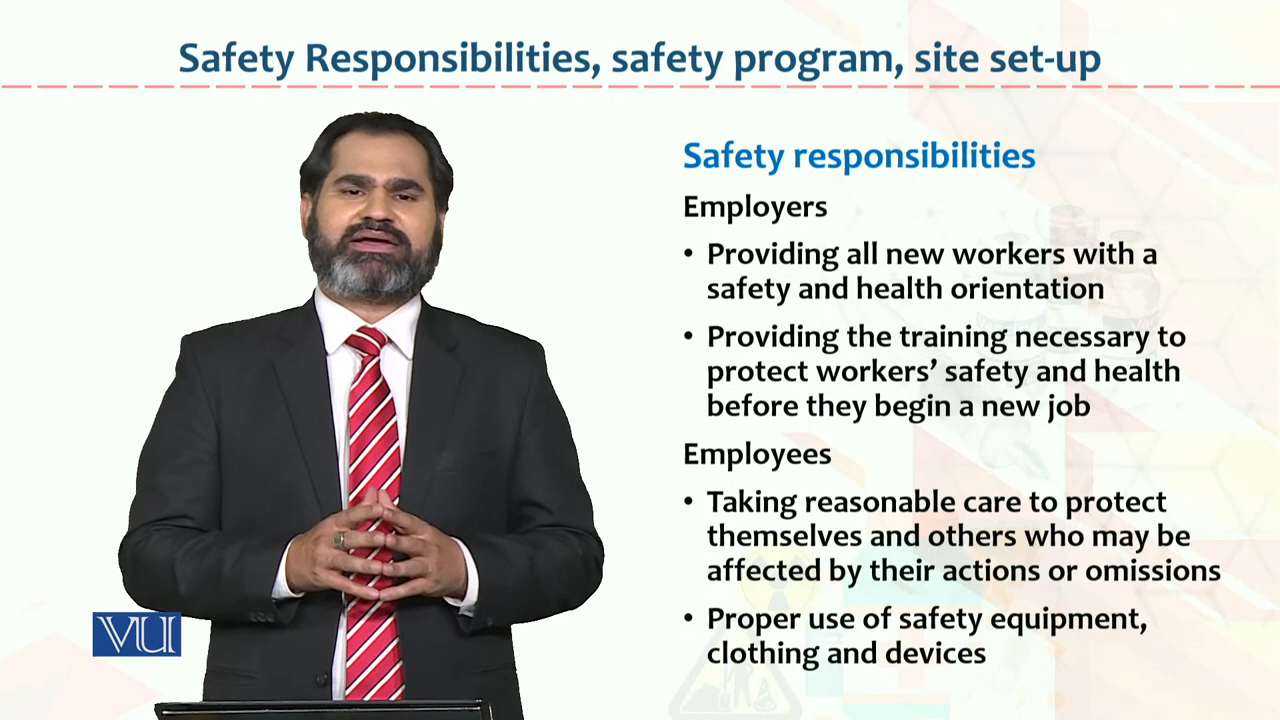 Safety Responsibilities, safety program, site set-up
Safety responsibilities
Employers
• Providing all new workers with a
safety and health orientation
• Providing the training necessary to
protect workers’ safety and health
before they begin a new job
Employees
• Taking reasonable care to protect
themselves and others who may be
affected by their actions or omissions
• Proper use of safety equipment,
clothing and devices
VU